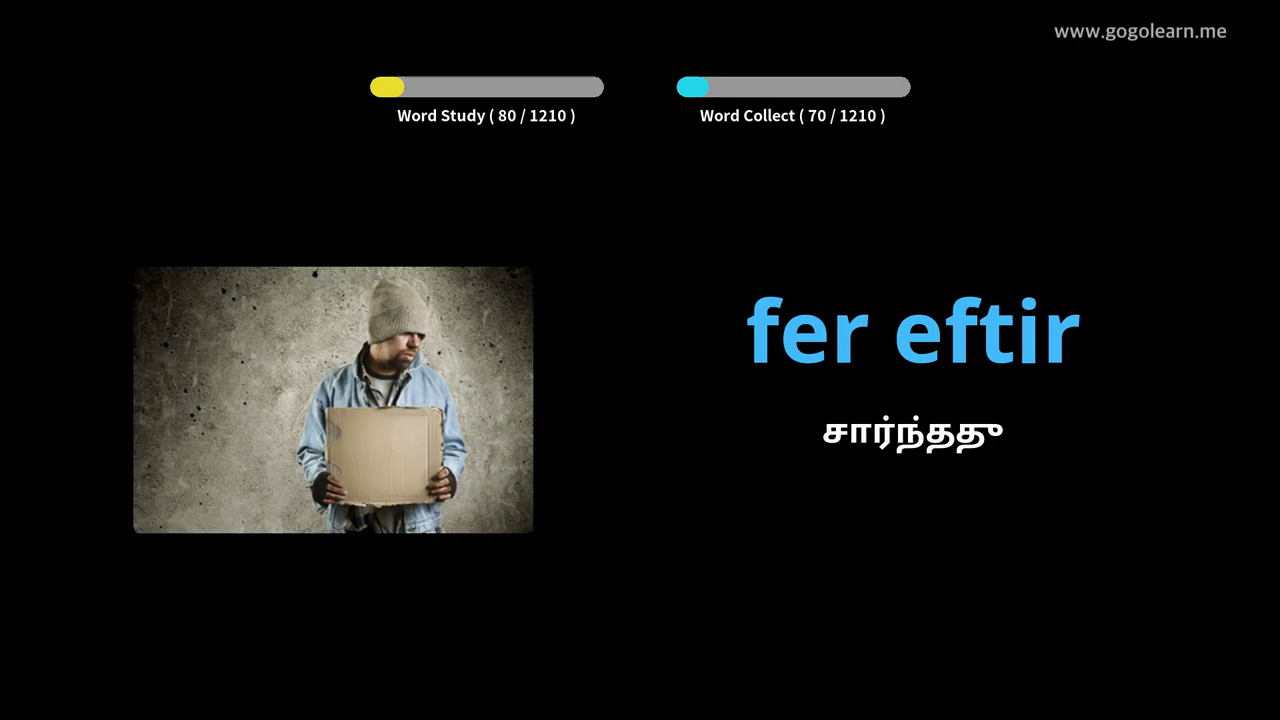 www.gogolearn.me
Word Study ( 80 / 1210 )
Word Collect ( 70 / 1210 )
fer eftir
சார்ந்தது